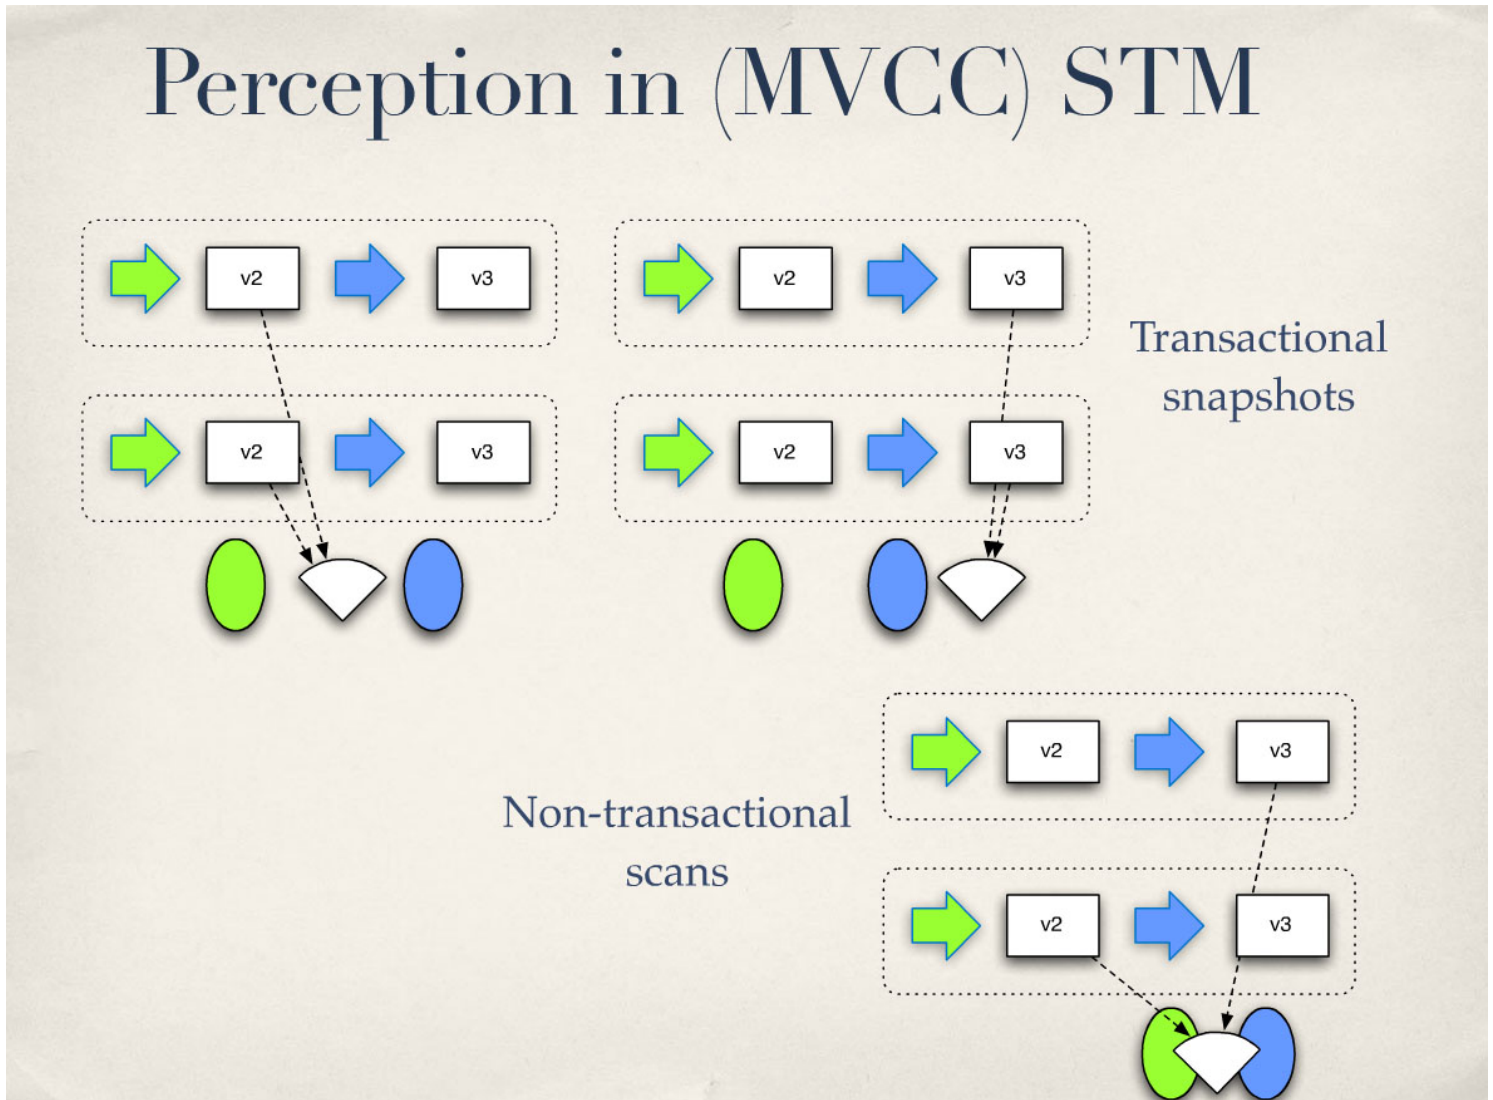 Perception in (MVCC) STM
v2
v3
v2
v3
v2
v3
v2
v3
Transactional
snapshots
Non-transactional
scans
v2
v3
v2
v3